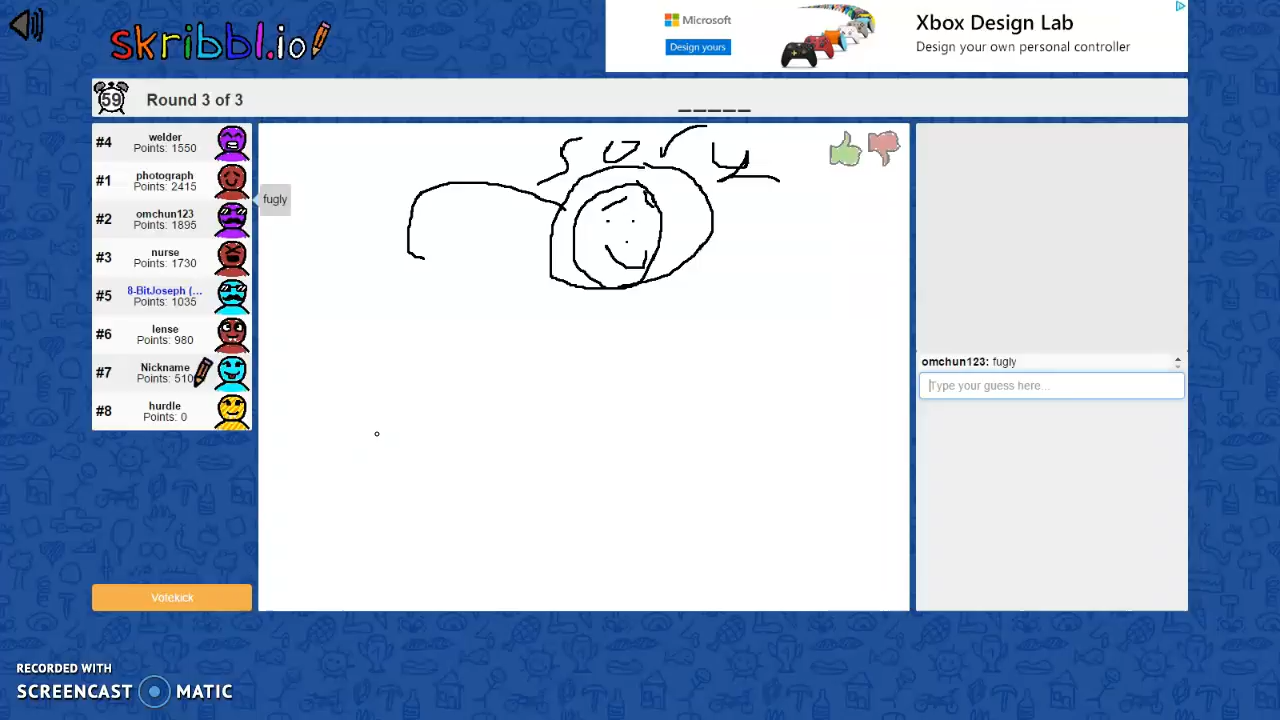 Microsoft
Design yours
Xbox Design Lab
Design your own personal controller
skribbl.io
59
Round 3 of 3
_ _ _ _ _
#4 welder
Points: 1550
#1 photograph
Points: 2415
#2 omchun123
Points: 1895
#3 nurse
Points: 1730
#5 8-BitJoseph (...
Points: 1035
#6 lense
Points: 980
#7 Nickname
Points: 510
#8 hurdle
Points: 0
fugly
omchun123: fugly
Type your guess here...
Votekick
RECORDED WITH
SCREENCAST MATIC